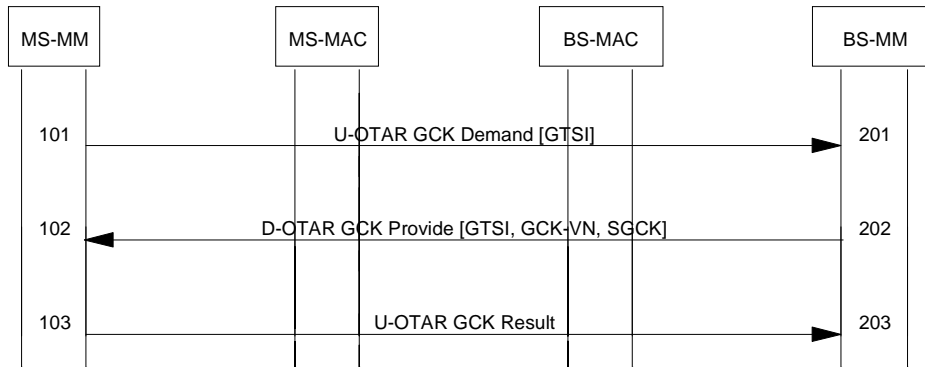 MS-MM MS-MAC BS-MAC BS-MM
101 U-OTAR GCK Demand [GTSI] 201
102 D-OTAR GCK Provide [GTSI, GCK-VN, SGCK] 202
103 U-OTAR GCK Result 203